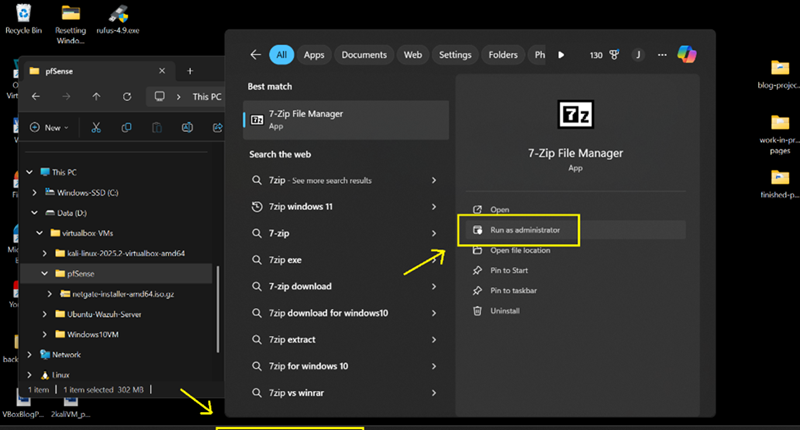 Recycle Bin
Resetting Windo...
rufus-4.9.exe
pfSense
This PC
New
This PC
Windows-SSD (C:)
Data (D:)
virtualbox-VMs
kali-linux-2025.2-virtualbox-amd64
pfSense
netgate-installer-amd64.iso.gz
Ubuntu-Wazuh-Server
Windows10VM
Network
Linux
1 item
1 item selected 302 MB
back
VBoxBlogP...
2kaliVM_p...
All
Apps
Documents
Web
Settings
Folders
Ph
130
J
Best match
7-Zip File Manager
App
Search the web
7zip - See more search results
7zip windows 11
7-zip
7zip exe
7-zip download
7zip download for windows10
7zip extract
7zip for windows 10
7zip vs winrar
7z
7-Zip File Manager
App
Open
Run as administrator
Open file location
Pin to Start
Pin to taskbar
Uninstall
blog-projec...
work-in-pr...
pages
finished-p...